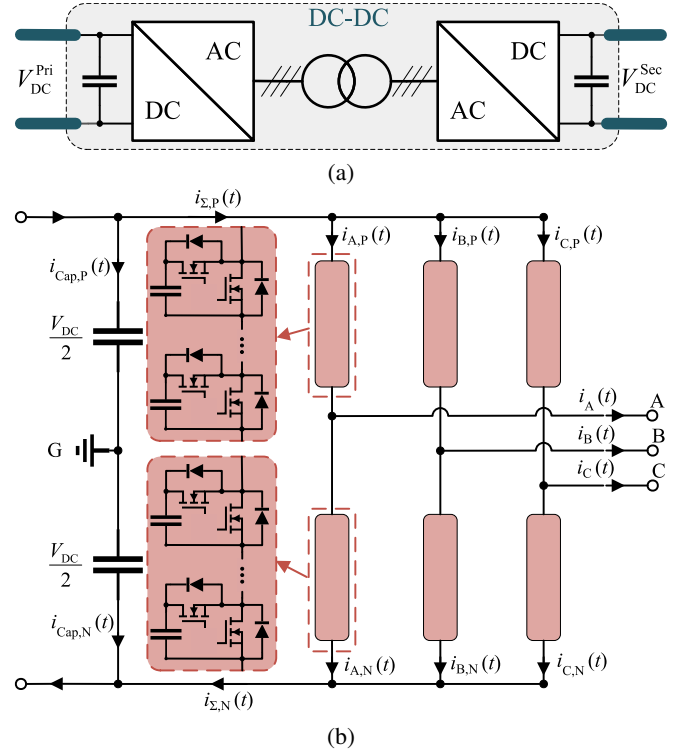 DC-DC
V_DC^Pri
AC
DC
DC
AC
V_DC^Sec
(a)
i_Σ,P(t)
i_Cap,P(t)
i_A,P(t)
i_B,P(t)
i_C,P(t)
V_DC/2
i_A(t)
A
i_B(t)
B
G
i_C(t)
C
V_DC/2
i_Cap,N(t)
i_A,N(t)
i_B,N(t)
i_C,N(t)
i_Σ,N(t)
(b)